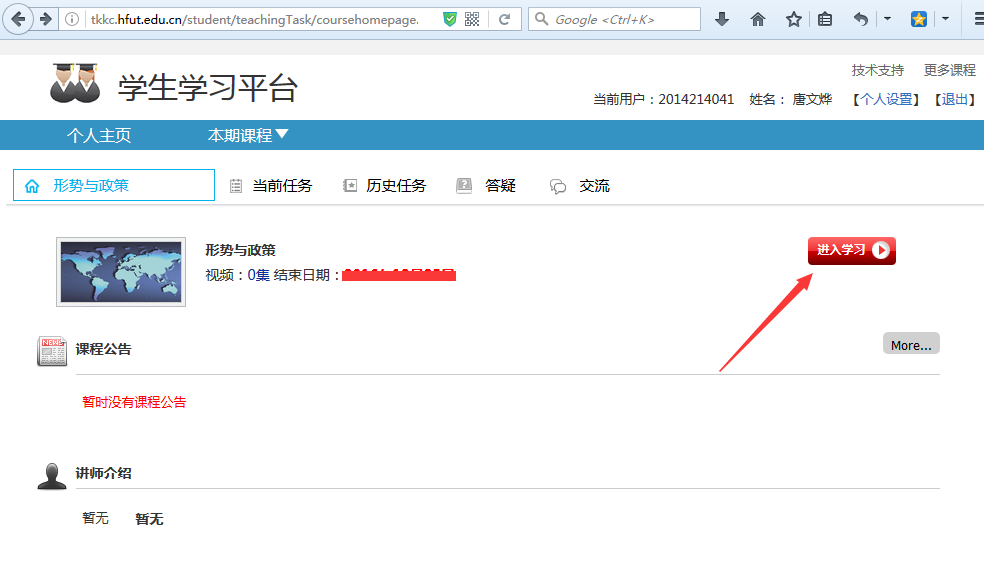 tkkc.hfut.edu.cn/student/teachingTask/coursehomepage.
Google <Ctrl+K>
学生学习平台
技术支持 更多课程
当前用户：2014214041 姓名： 唐文烨 【个人设置】 【退出】
个人主页 本期课程▼
形势与政策 当前任务 历史任务 答疑 交流
形势与政策
进入学习
视频：0集 结束日期：
NEWS
课程公告
More...
暂时没有课程公告
讲师介绍
暂无 暂无